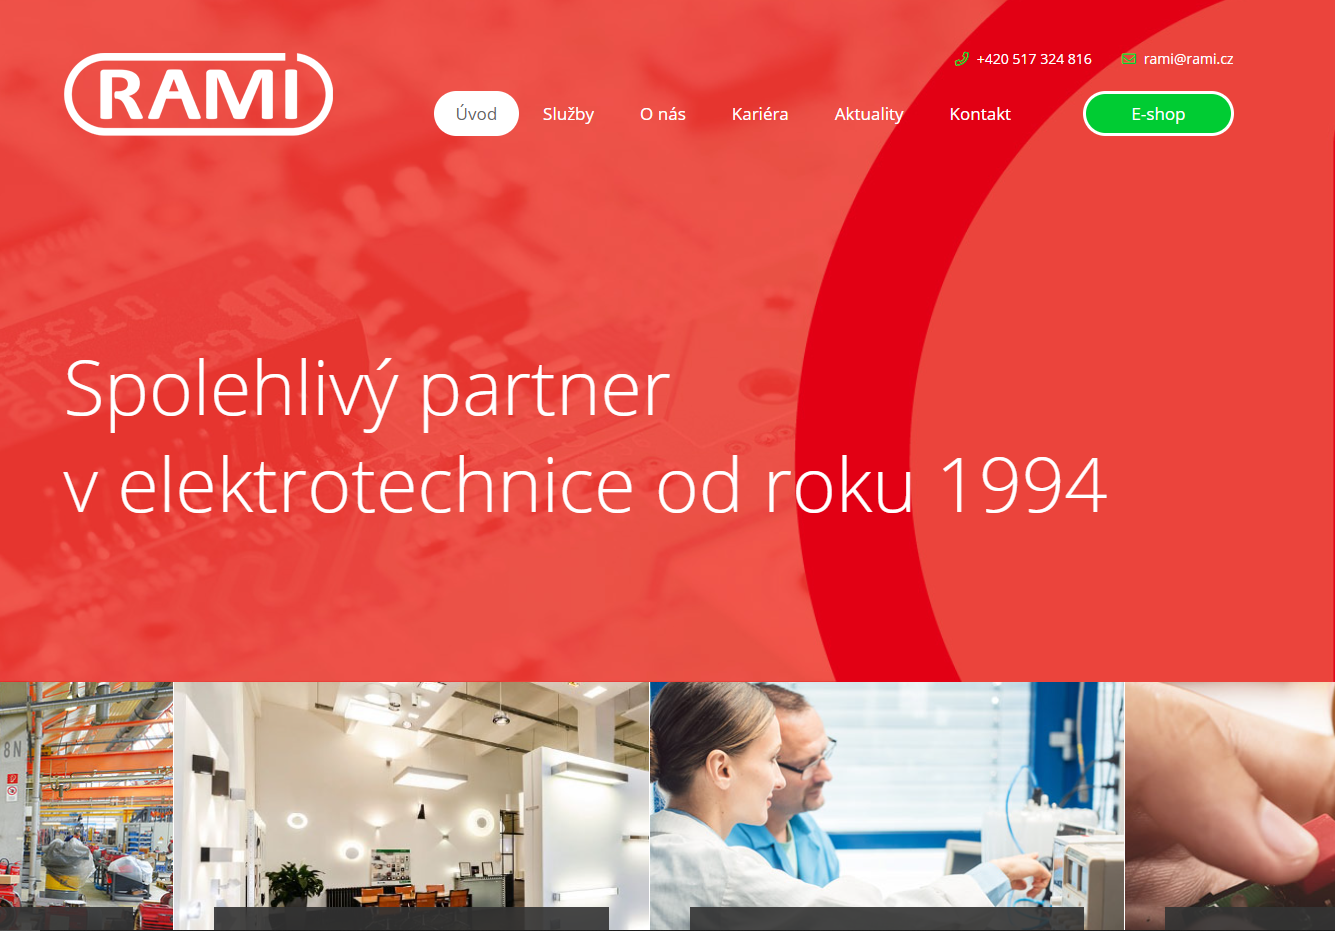 RAMI
+420 517 324 816
rami@rami.cz
Úvod
Služby
O nás
Kariéra
Aktuality
Kontakt
E-shop
Spolehlivý partner
v elektrotechnice od roku 1994
8N